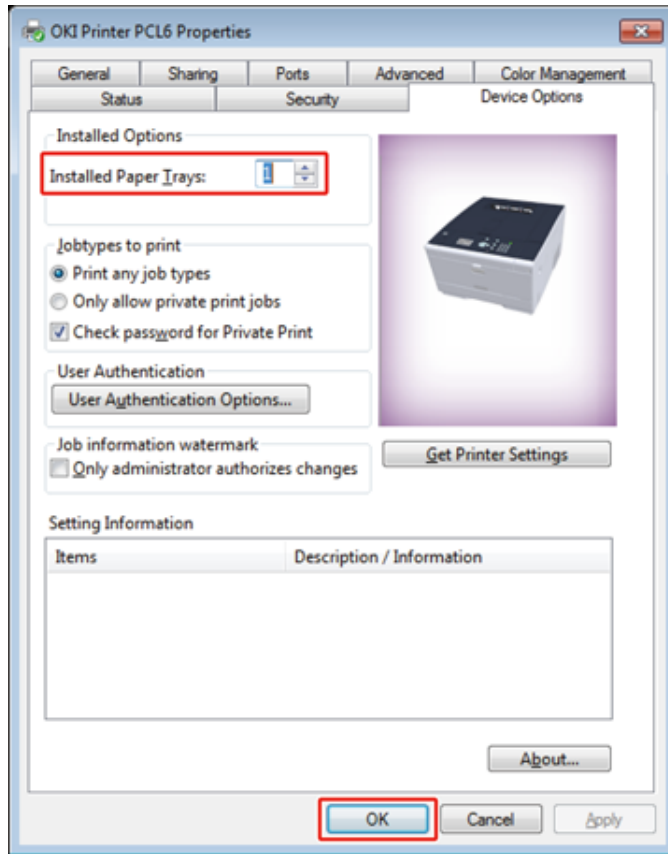 OKI Printer PCL6 Properties
General Sharing Ports Advanced Color Management
Status Security Device Options
Installed Options
Installed Paper Trays: 1
Jobtypes to print
Print any job types
Only allow private print jobs
Check password for Private Print
User Authentication
User Authentication Options...
Job information watermark
Only administrator authorizes changes
Get Printer Settings
Setting Information
Items Description / Information
About...
OK Cancel Apply